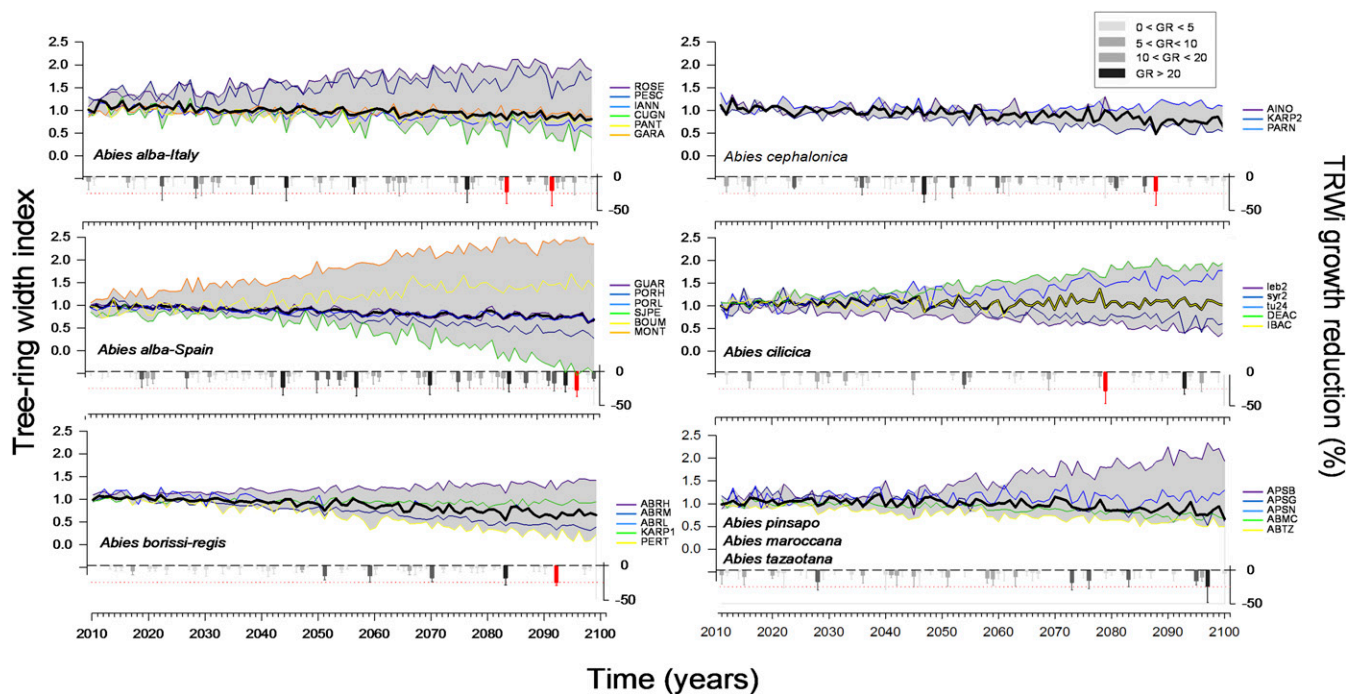 0 < GR < 5
5 < GR< 10
10 < GR < 20
GR > 20
Tree-ring width index
TRWi growth reduction (%)
Time (years)
2.5
2.0
1.5
1.0
0.5
0.0
Abies alba-Italy
ROSE
PESC
IANN
CUGN
PANT
GARA
0
-50
2.5
2.0
1.5
1.0
0.5
0.0
Abies cephalonica
AINO
KARP2
PARN
0
-50
2.5
2.0
1.5
1.0
0.5
0.0
Abies alba-Spain
GUAR
PORH
PORL
SJPE
BOUM
MONT
0
-50
2.5
2.0
1.5
1.0
0.5
0.0
Abies cilicica
leb2
syr2
tu24
DEAC
IBAC
0
-50
2.5
2.0
1.5
1.0
0.5
0.0
Abies borissi-regis
ABRH
ABRM
ABRL
KARP1
PERT
0
-50
2010 2020 2030 2040 2050 2060 2070 2080 2090 2100
2.5
2.0
1.5
1.0
0.5
0.0
Abies pinsapo
Abies maroccana
Abies tazaotana
APSB
APSG
APSN
ABMC
ABTZ
0
-50
2010 2020 2030 2040 2050 2060 2070 2080 2090 2100